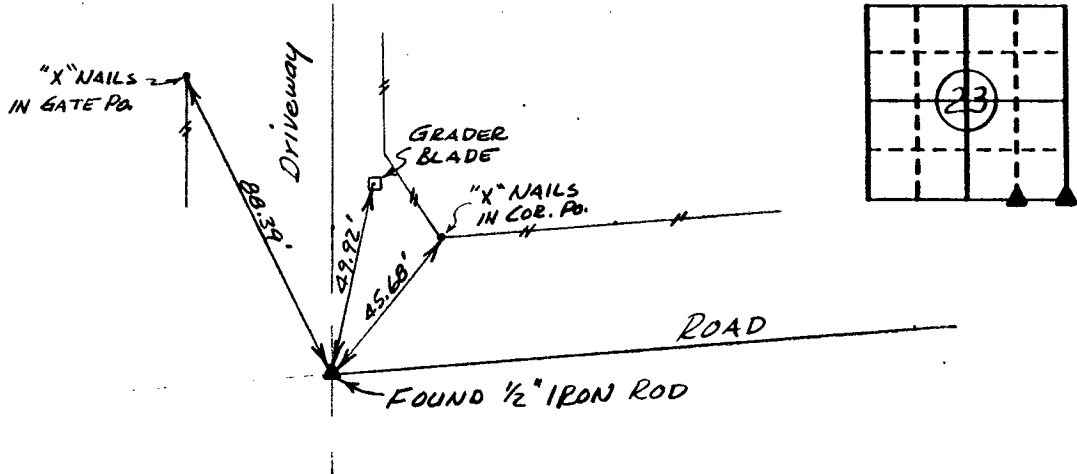 "X" NAILS
IN GATE PO.
Driveway
GRADER
BLADE
"X" NAILS
IN COR. PO.
88.39'
49.92'
45.68'
ROAD
FOUND 1/2" IRON ROD
23